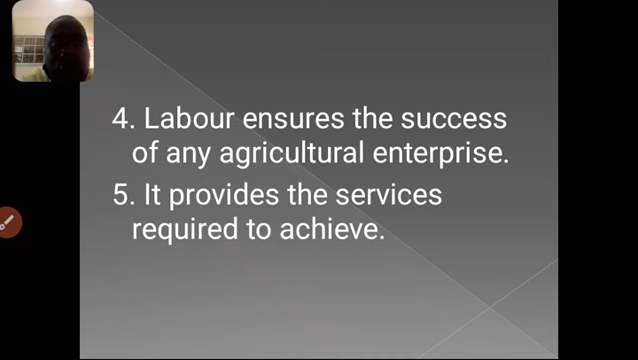 4. Labour ensures the success
of any agricultural enterprise.
5. It provides the services
required to achieve.